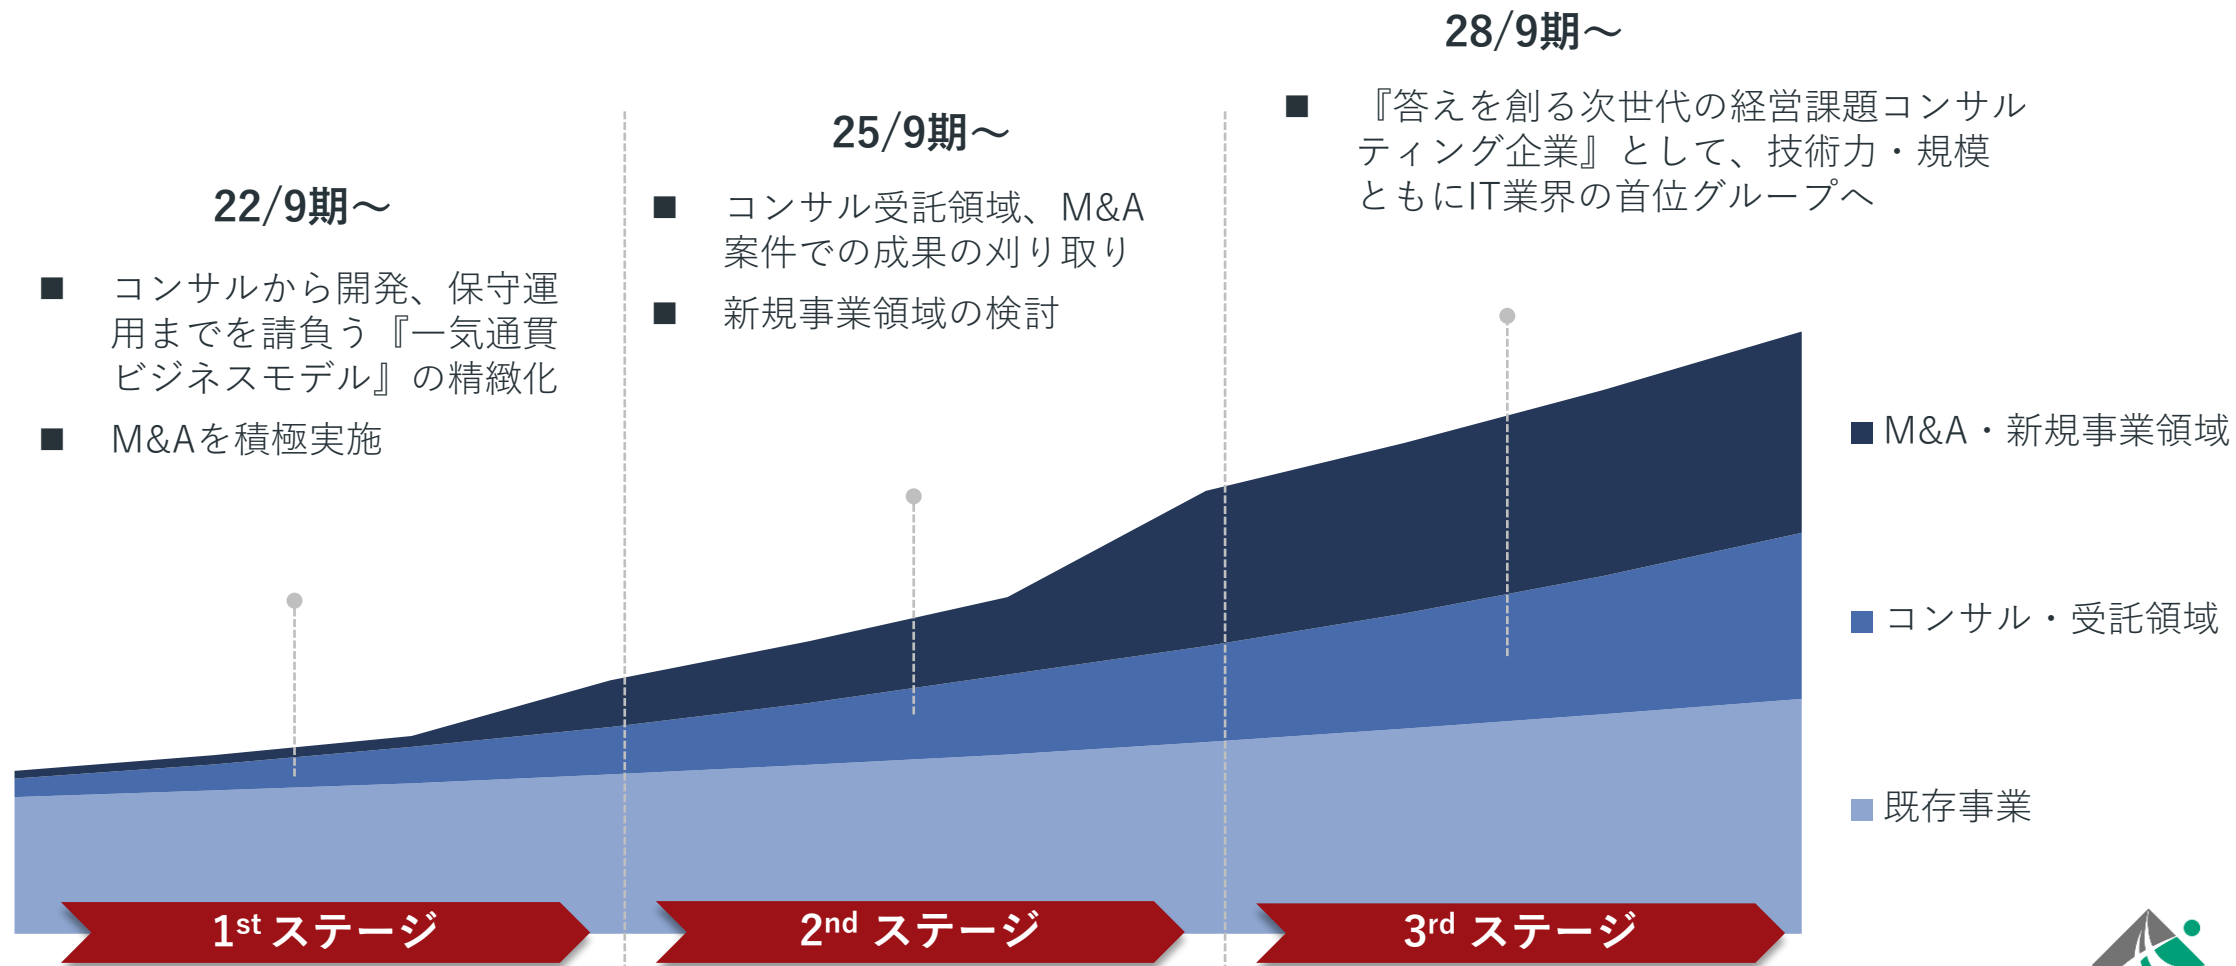 22/9期～
■ コンサルから開発、保守運
用までを請負う『一気通貫
ビジネスモデル』の精緻化
■ M&Aを積極実施
25/9期～
■ コンサル受託領域、M&A
案件での成果の刈り取り
■ 新規事業領域の検討
28/9期～
■ 『答えを創る次世代の経営課題コンサル
ティング企業』として、技術力・規模
ともにIT業界の首位グループへ
M&A・新規事業領域
コンサル・受託領域
既存事業
1st ステージ
2nd ステージ
3rd ステージ